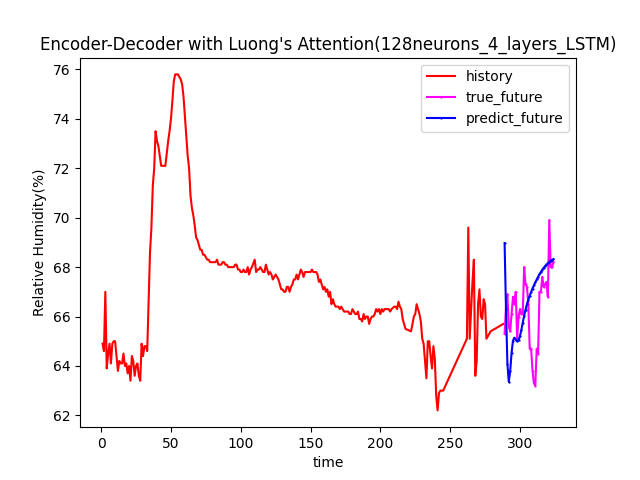 Encoder-Decoder with Luong's Attention(128neurons_4_layers_LSTM)
history
true_future
predict_future
Relative Humidity(%)
76
74
72
70
68
66
64
62
0 50 100 150 200 250 300
time